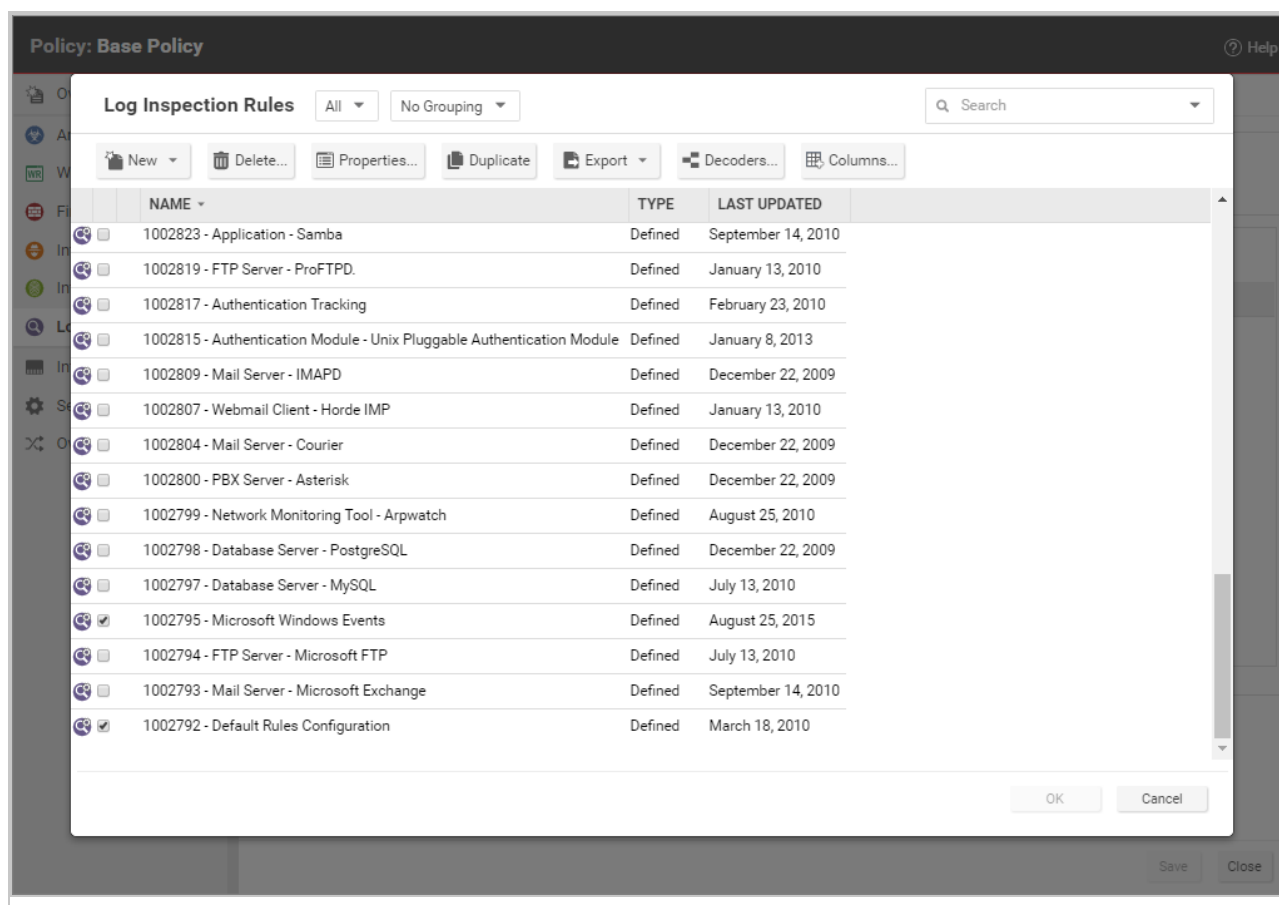 Policy: Base Policy
Help
Log Inspection Rules All No Grouping Search
New Delete... Properties... Duplicate Export Decoders... Columns...
NAME TYPE LAST UPDATED
1002823 - Application - Samba Defined September 14, 2010
1002819 - FTP Server - ProFTPD. Defined January 13, 2010
1002817 - Authentication Tracking Defined February 23, 2010
1002815 - Authentication Module - Unix Pluggable Authentication Module Defined January 8, 2013
1002809 - Mail Server - IMAPD Defined December 22, 2009
1002807 - Webmail Client - Horde IMP Defined January 13, 2010
1002804 - Mail Server - Courier Defined December 22, 2009
1002800 - PBX Server - Asterisk Defined December 22, 2009
1002799 - Network Monitoring Tool - Arpwatch Defined August 25, 2010
1002798 - Database Server - PostgreSQL Defined December 22, 2009
1002797 - Database Server - MySQL Defined July 13, 2010
1002795 - Microsoft Windows Events Defined August 25, 2015
1002794 - FTP Server - Microsoft FTP Defined July 13, 2010
1002793 - Mail Server - Microsoft Exchange Defined September 14, 2010
1002792 - Default Rules Configuration Defined March 18, 2010
OK Cancel
Save Close